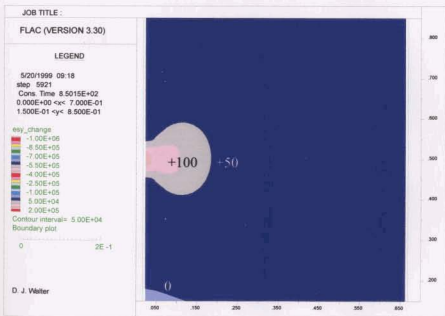 JOB TITLE :
FLAC (VERSION 3.30)
LEGEND
5/20/1999 09:18
step 5921
Cons. Time 8.5015E+02
0.000E+00 <x< 7.000E-01
1.500E-01 <y< 8.500E-01
esy_change
-1.00E+06
-8.50E+05
-7.00E+05
-5.50E+05
-4.00E+05
-2.50E+05
-1.00E+05
5.00E+04
2.00E+05
Contour interval= 5.00E+04
Boundary plot
0 2E -1
D. J. Walter
+100 +50
0
.800
.700
.600
.500
.400
.300
.200
.050 .150 .250 .350 .450 .550 .650